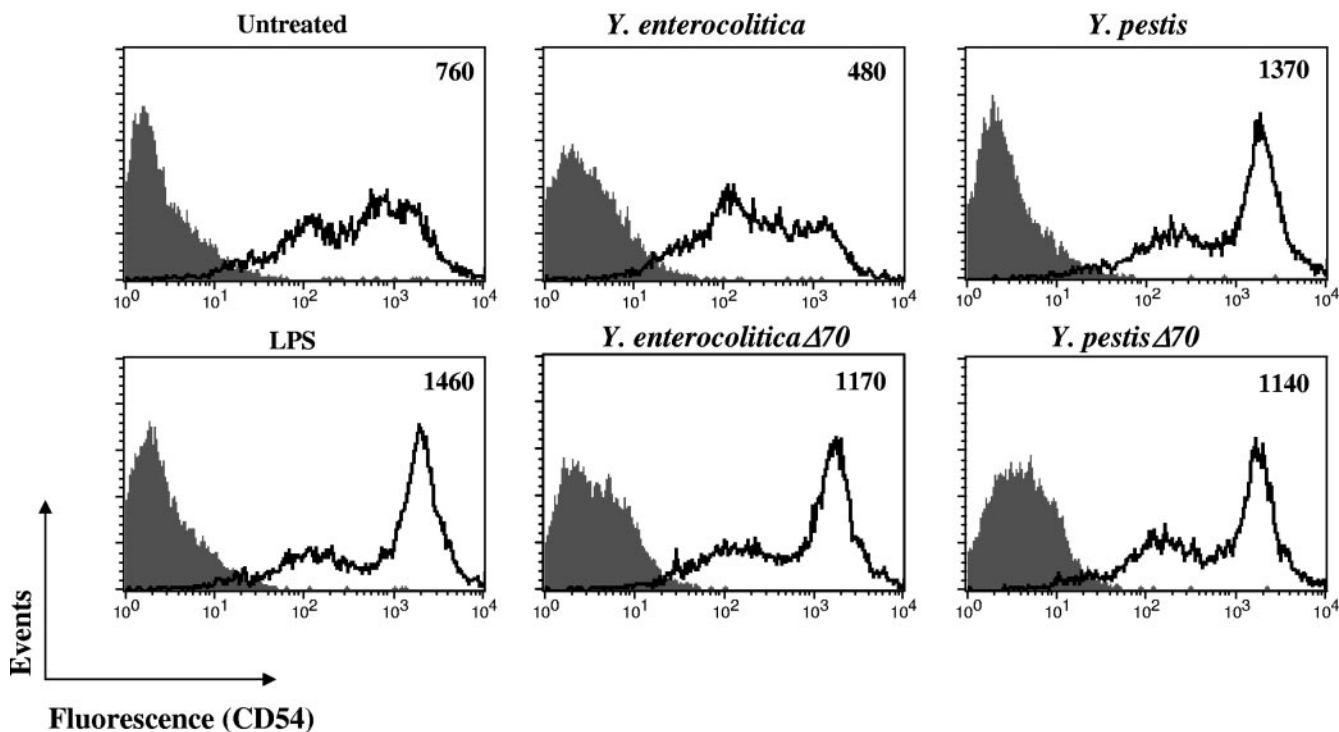 Untreated
Y. enterocolitica
Y. pestis
760
480
1370
10⁰ 10¹ 10² 10³ 10⁴
10⁰ 10¹ 10² 10³ 10⁴
10⁰ 10¹ 10² 10³ 10⁴
LPS
Y. enterocoliticaΔ70
Y. pestisΔ70
1460
1170
1140
10⁰ 10¹ 10² 10³ 10⁴
10⁰ 10¹ 10² 10³ 10⁴
10⁰ 10¹ 10² 10³ 10⁴
Events
Fluorescence (CD54)